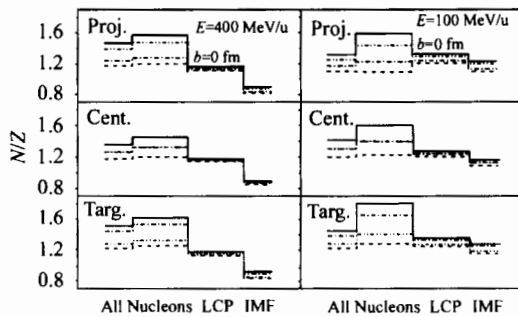 Proj.
E=400 MeV/u
b=0 fm
Proj.
E=100 MeV/u
b=0 fm
1.6
1.2
0.8
Cent.
Cent.
1.6
1.2
0.8
N/Z
Targ.
Targ.
1.6
1.2
0.8
All Nucleons LCP IMF
All Nucleons LCP IMF